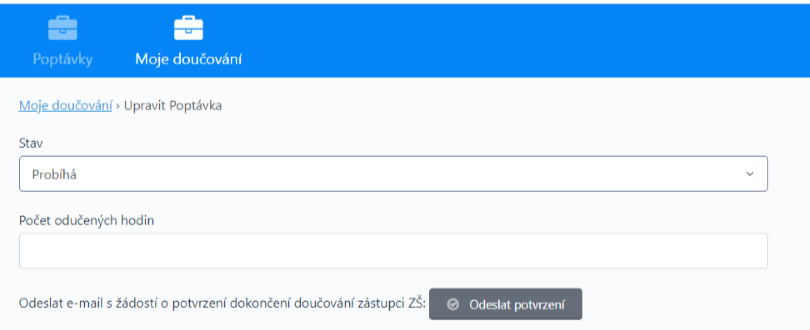 Poptávky
Moje doučování
Moje doučování › Upravit Poptávka
Stav
Probíhá
Počet odučených hodin
Odeslat e-mail s žádostí o potvrzení dokončení doučování zástupci ZŠ:
Odeslat potvrzení